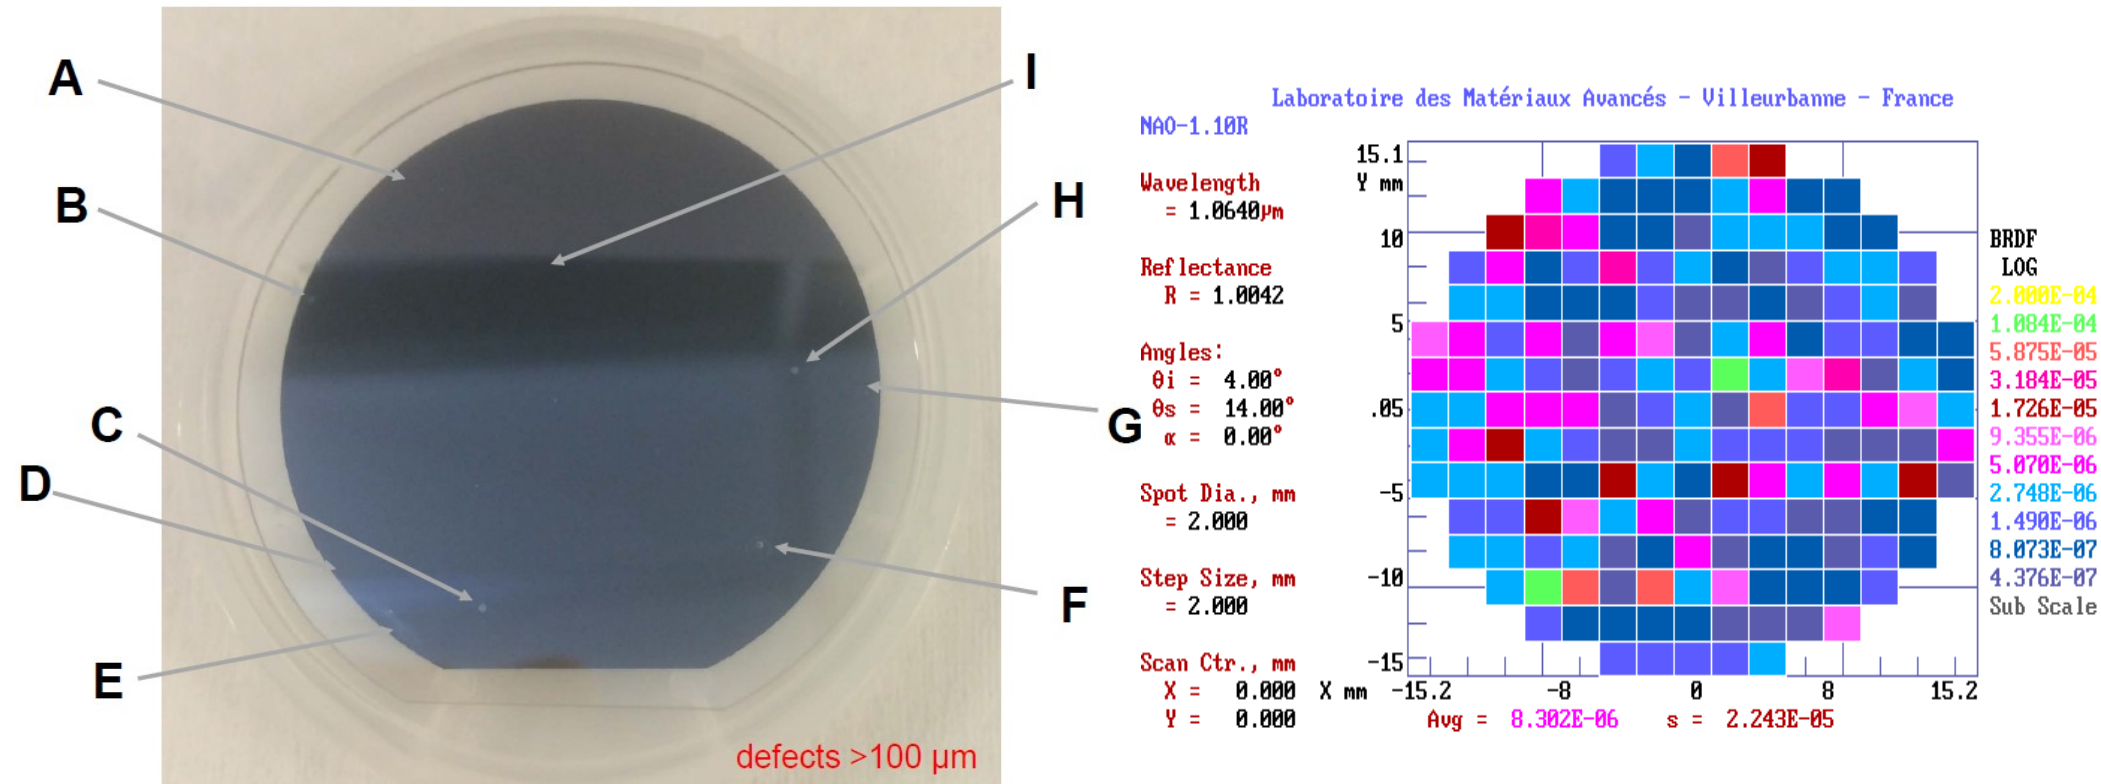 A
B
C
D
E
I
H
G
F
defects >100 µm
Laboratoire des Matériaux Avancés - Villeurbanne - France
NAO-1.10R
Wavelength
= 1.0640µm
Reflectance
R = 1.0042
Angles:
θi = 4.00°
θs = 14.00°
α = 0.00°
Spot Dia., mm
= 2.000
Step Size, mm
= 2.000
Scan Ctr., mm
X = 0.000
Y = 0.000
15.1
Y mm
10
5
.05
-5
-10
-15
X mm -15.2 -8 0 8 15.2
Avg = 8.302E-06 s = 2.243E-05
BRDF
LOG
2.000E-04
1.084E-04
5.875E-05
3.184E-05
1.726E-05
9.355E-06
5.070E-06
2.748E-06
1.490E-06
8.073E-07
4.376E-07
Sub Scale